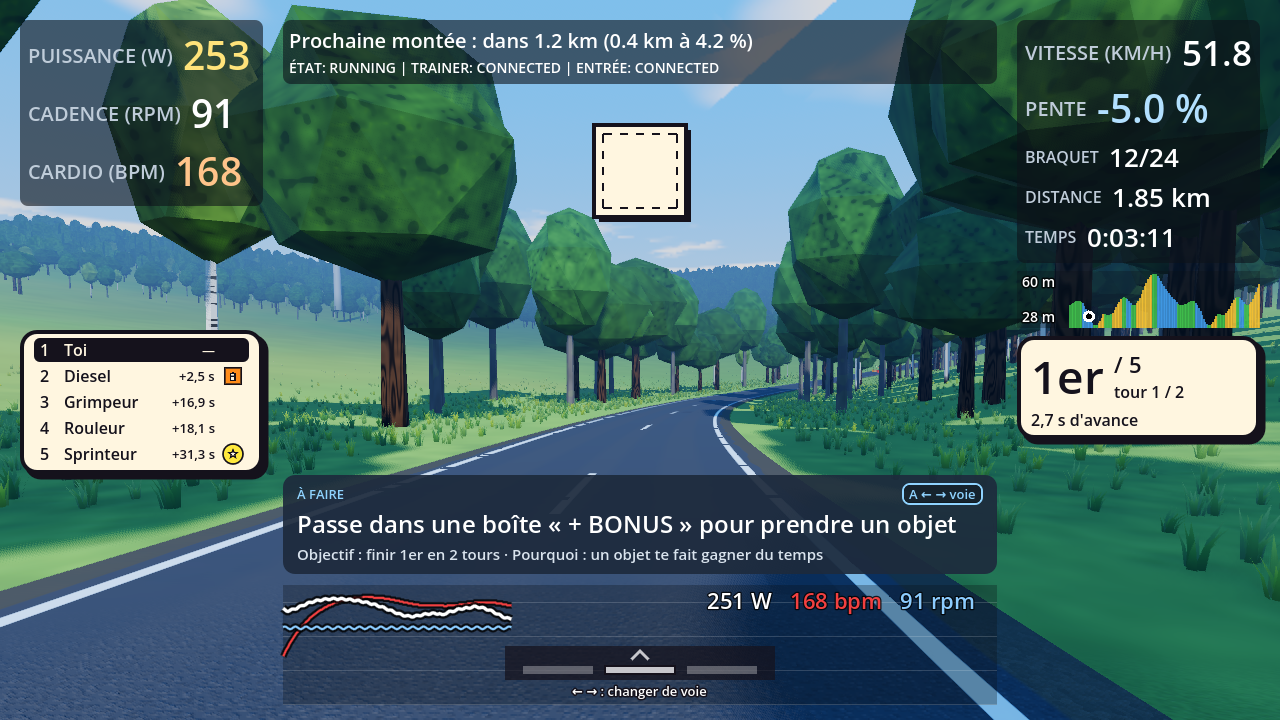 PUISSANCE (W) 253
CADENCE (RPM) 91
CARDIO (BPM) 168
Prochaine montée : dans 1.2 km (0.4 km à 4.2 %)
ÉTAT: RUNNING | TRAINER: CONNECTED | ENTRÉE: CONNECTED
VITESSE (KM/H) 51.8
PENTE -5.0 %
BRAQUET 12/24
DISTANCE 1.85 km
TEMPS 0:03:11
60 m
28 m
1 Toi —
2 Diesel +2,5 s
3 Grimpeur +16,9 s
4 Rouleur +18,1 s
5 Sprinteur +31,3 s
1er / 5
tour 1 / 2
2,7 s d'avance
À FAIRE
A ← → voie
Passe dans une boîte « + BONUS » pour prendre un objet
Objectif : finir 1er en 2 tours · Pourquoi : un objet te fait gagner du temps
251 W 168 bpm 91 rpm
← → : changer de voie